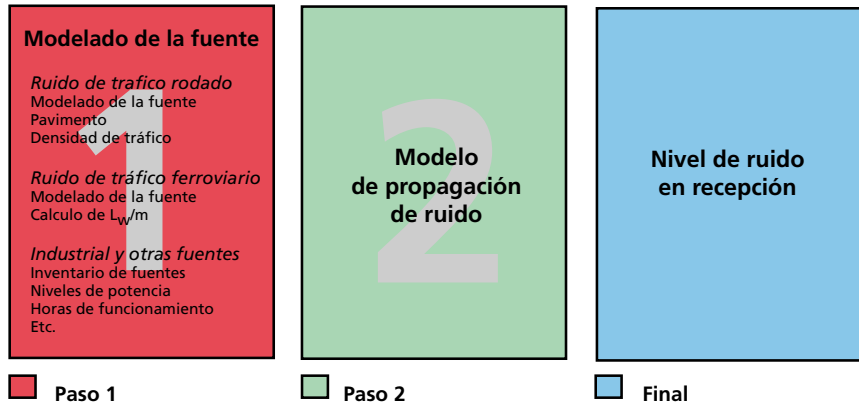 Modelado de la fuente
1
Ruido de trafico rodado
Modelado de la fuente
Pavimento
Densidad de tráfico
Ruido de tráfico ferroviario
Modelado de la fuente
Calculo de LW/m
Industrial y otras fuentes
Inventario de fuentes
Niveles de potencia
Horas de funcionamiento
Etc.
2
Modelo
de propagación
de ruido
Nivel de ruido
en recepción
Paso 1
Paso 2
Final